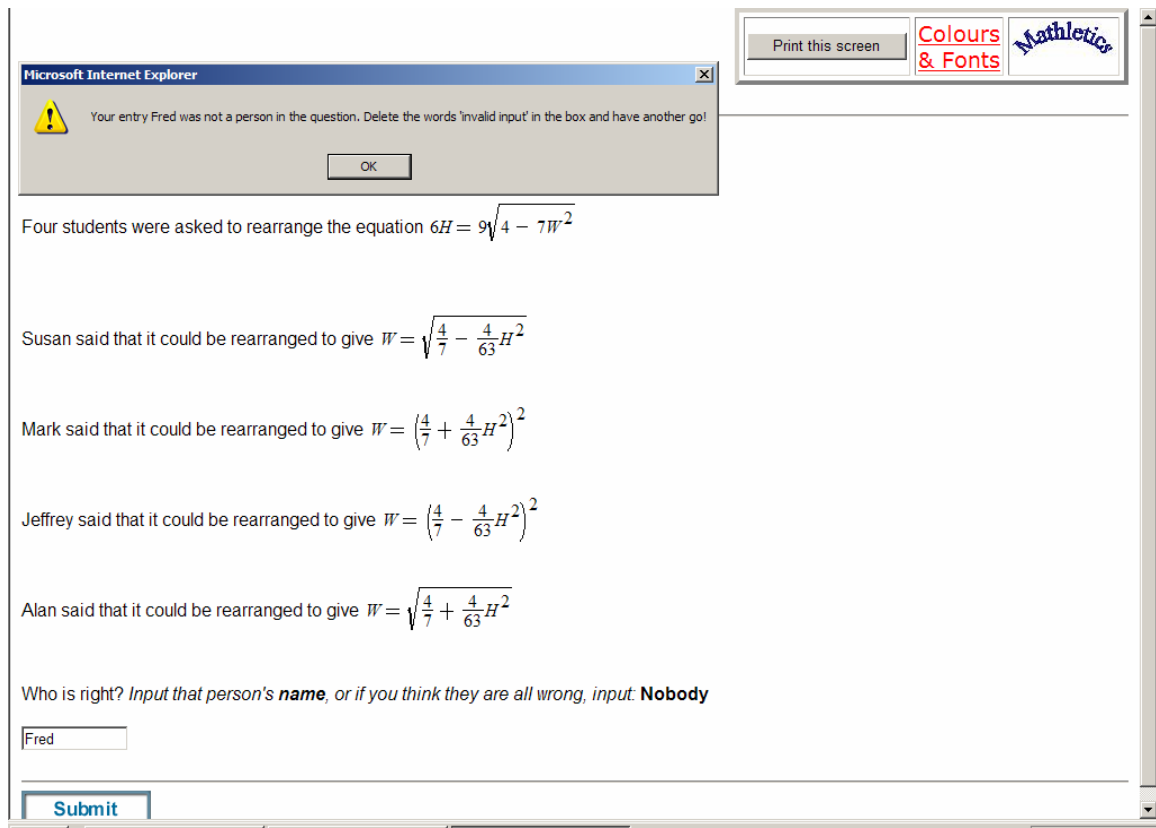 Print this screen
Colours
& Fonts
Mathletics
Microsoft Internet Explorer
Your entry Fred was not a person in the question. Delete the words 'invalid input' in the box and have another go!
OK
Four students were asked to rearrange the equation 6H = 9√(4 − 7W²)
Susan said that it could be rearranged to give W = √(4/7 − 4/63 H²)
Mark said that it could be rearranged to give W = (4/7 + 4/63 H²)²
Jeffrey said that it could be rearranged to give W = (4/7 − 4/63 H²)²
Alan said that it could be rearranged to give W = √(4/7 + 4/63 H²)
Who is right? Input that person's name, or if you think they are all wrong, input: Nobody
Fred
Submit